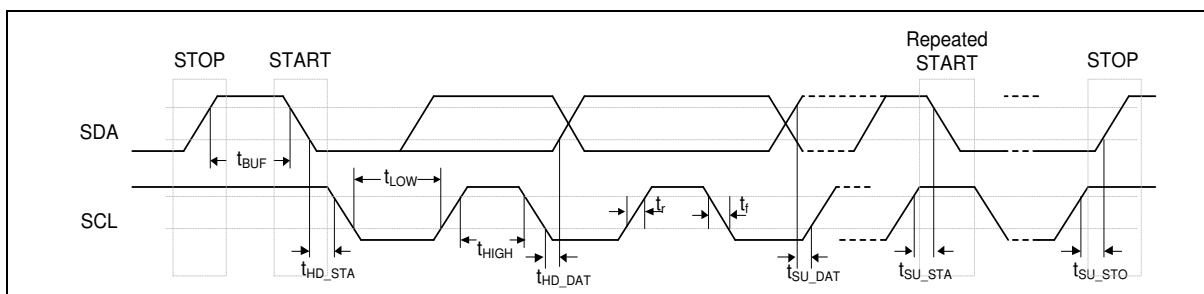 STOP
START
Repeated
START
STOP
SDA
tBUF
tLOW
SCL
tr
tf
tHD_STA
tHIGH
tHD_DAT
tSU_DAT
tSU_STA
tSU_STO